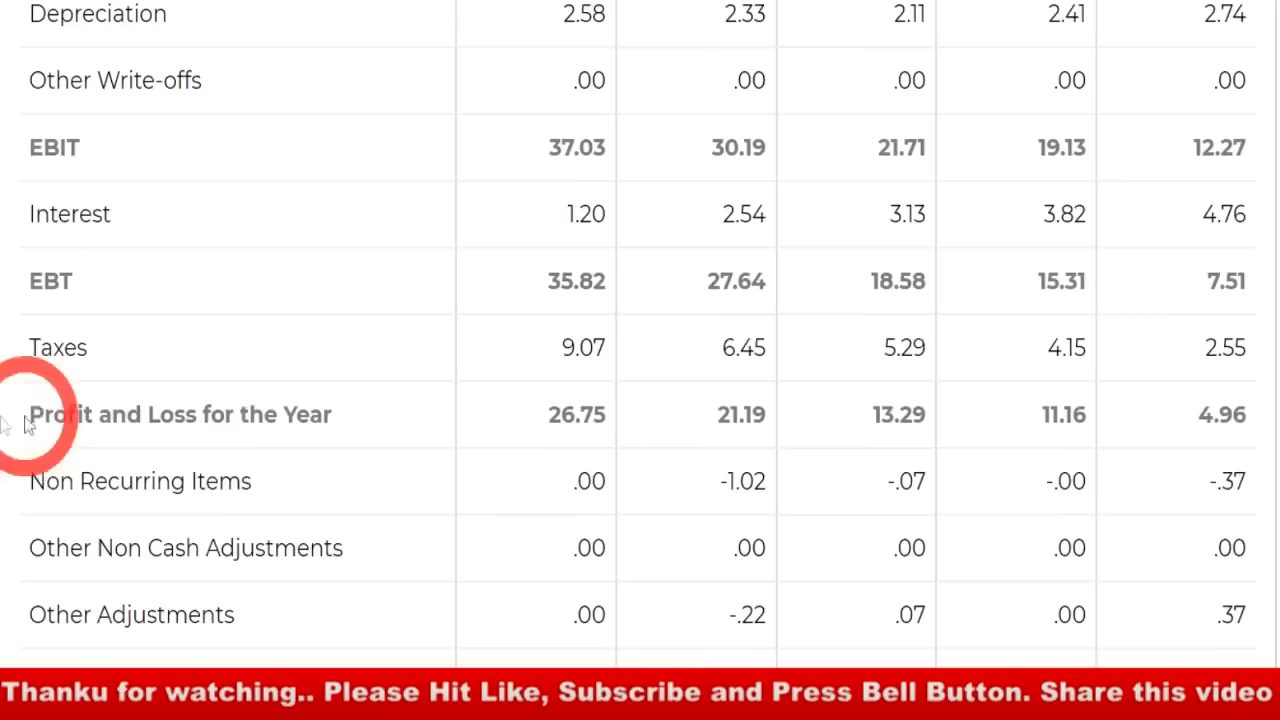 Depreciation 2.58 2.33 2.11 2.41 2.74
Other Write-offs .00 .00 .00 .00 .00
EBIT 37.03 30.19 21.71 19.13 12.27
Interest 1.20 2.54 3.13 3.82 4.76
EBT 35.82 27.64 18.58 15.31 7.51
Taxes 9.07 6.45 5.29 4.15 2.55
Profit and Loss for the Year 26.75 21.19 13.29 11.16 4.96
Non Recurring Items .00 -1.02 -.07 -.00 -.37
Other Non Cash Adjustments .00 .00 .00 .00 .00
Other Adjustments .00 -.22 .07 .00 .37
Thanku for watching.. Please Hit Like, Subscribe and Press Bell Button. Share this video